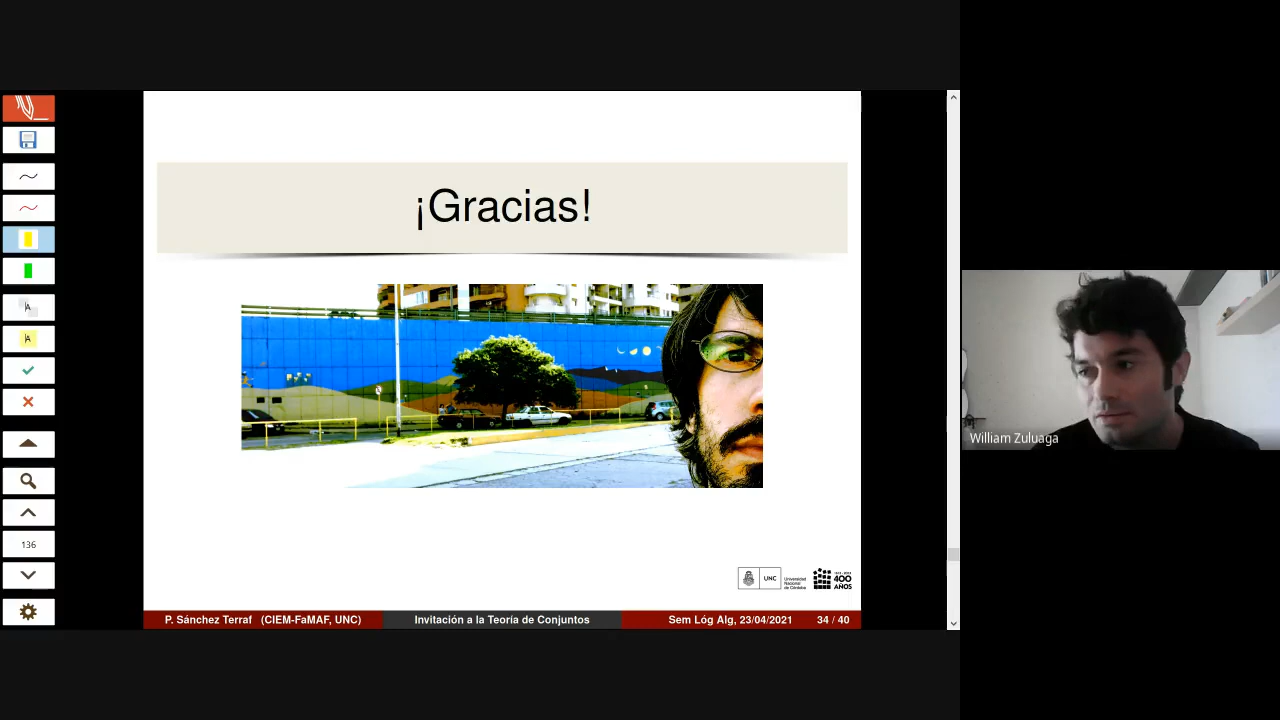 ¡Gracias!
A
A
136
William Zuluaga
UNC
Universidad
Nacional
de Córdoba
400
AÑOS
P. Sánchez Terraf (CIEM-FaMAF, UNC)
Invitación a la Teoría de Conjuntos
Sem Lóg Alg, 23/04/2021
34 / 40